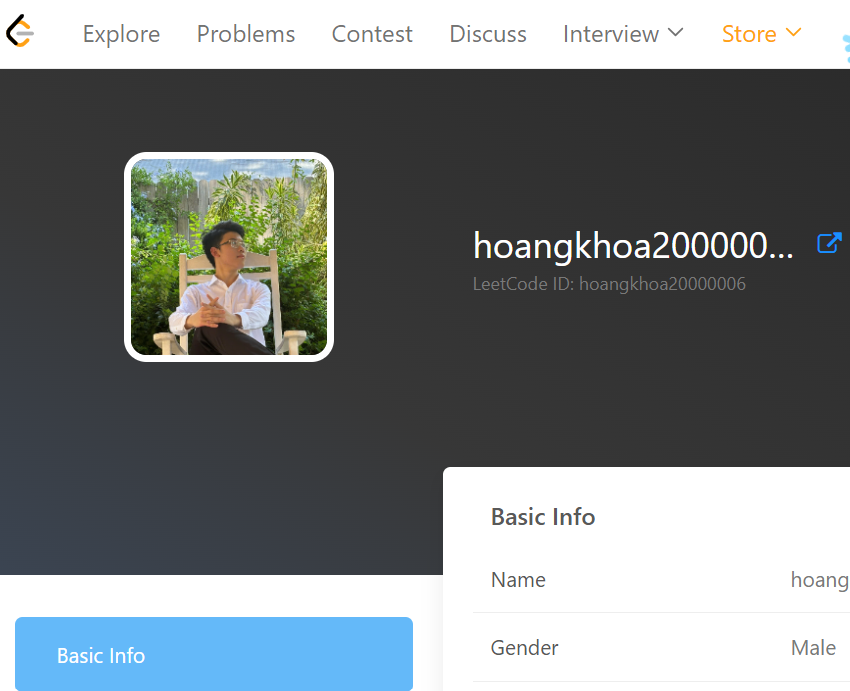 Explore Problems Contest Discuss Interview Store
hoangkhoa200000...
LeetCode ID: hoangkhoa20000006
Basic Info
Name hoang
Gender Male
Basic Info